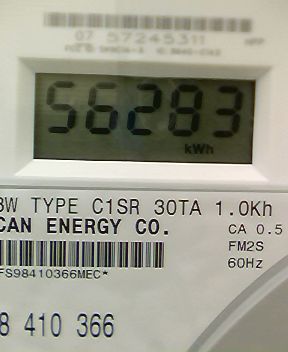 07 57245311
56283
kWh
3W TYPE C1SR 30TA 1.0Kh
CAN ENERGY CO.
CA 0.5
FM2S
60Hz
FS98410366MEC*
8 410 366